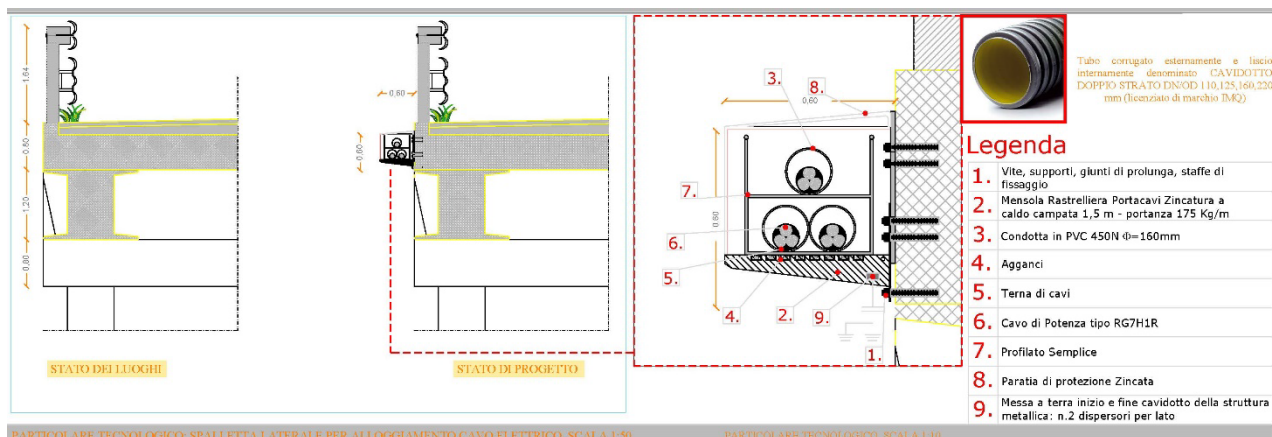 1,64
0,60
1,20
0,80
STATO DEI LUOGHI
0,60
0,60
STATO DI PROGETTO
3.
8.
0,60
0,60
7.
6.
5.
4.
2.
9.
1.
Tubo corrugato esternamente e liscio
internamente denominato CAVIDOTTO
DOPPIO STRATO DN/OD 110,125,160,220
mm (licenziato di marchio IMQ)
Legenda
1. Vite, supporti, giunti di prolunga, staffe di
fissaggio
2. Mensola Rastrelliera Portacavi Zincatura a
caldo campata 1,5 m - portanza 175 Kg/m
3. Condotta in PVC 450N Φ=160mm
4. Agganci
5. Terna di cavi
6. Cavo di Potenza tipo RG7H1R
7. Profilato Semplice
8. Paratia di protezione Zincata
9. Messa a terra inizio e fine cavidotto della struttura
metallica: n.2 dispersori per lato
PARTICOLARE TECNOLOGICO: SPALLETTA LATERALE PER ALLOGGIAMENTO CAVO ELETTRICO, SCALA 1:50
PARTICOLARE TECNOLOGICO, SCALA 1:10